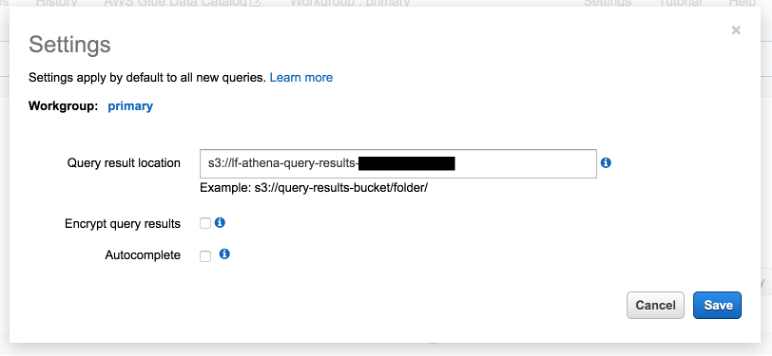 History AWS Glue Data Catalog Workgroup : primary Settings Tutorial Help
Settings
Settings apply by default to all new queries. Learn more
Workgroup: primary
Query result location s3://lf-athena-query-results-
Example: s3://query-results-bucket/folder/
Encrypt query results
Autocomplete
Cancel Save